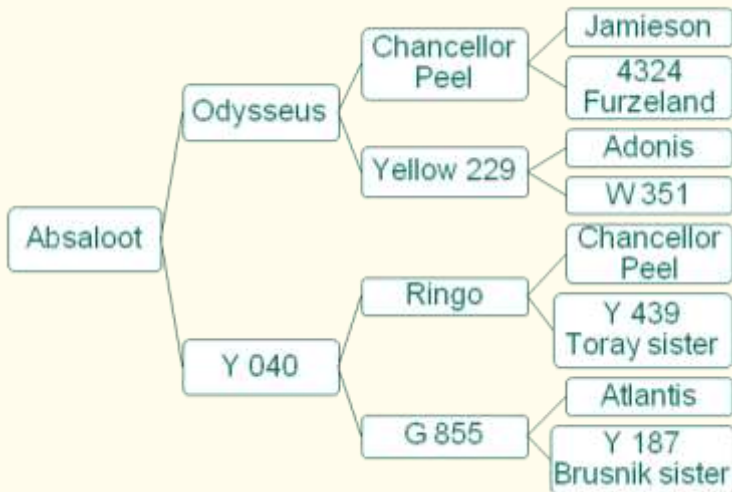 Jamieson
Chancellor
Peel
4324
Furzeland
Odysseus
Adonis
Yellow 229
W 351
Absaloot
Chancellor
Peel
Ringo
Y 439
Toray sister
Y 040
Atlantis
G 855
Y 187
Brusnik sister